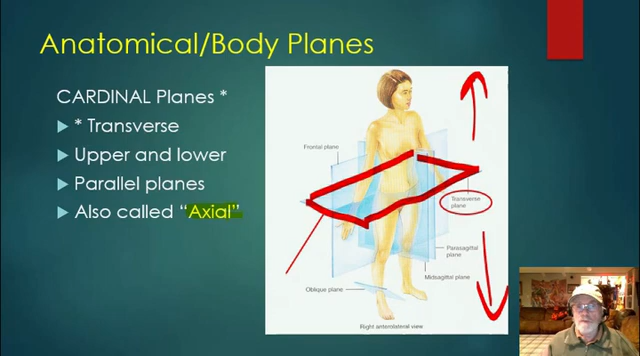 Anatomical/Body Planes
CARDINAL Planes *
* Transverse
Upper and lower
Parallel planes
Also called “Axial”
Frontal plane
Transverse
plane
Parasagittal
plane
Midsagittal plane
Oblique plane
Right anterolateral view